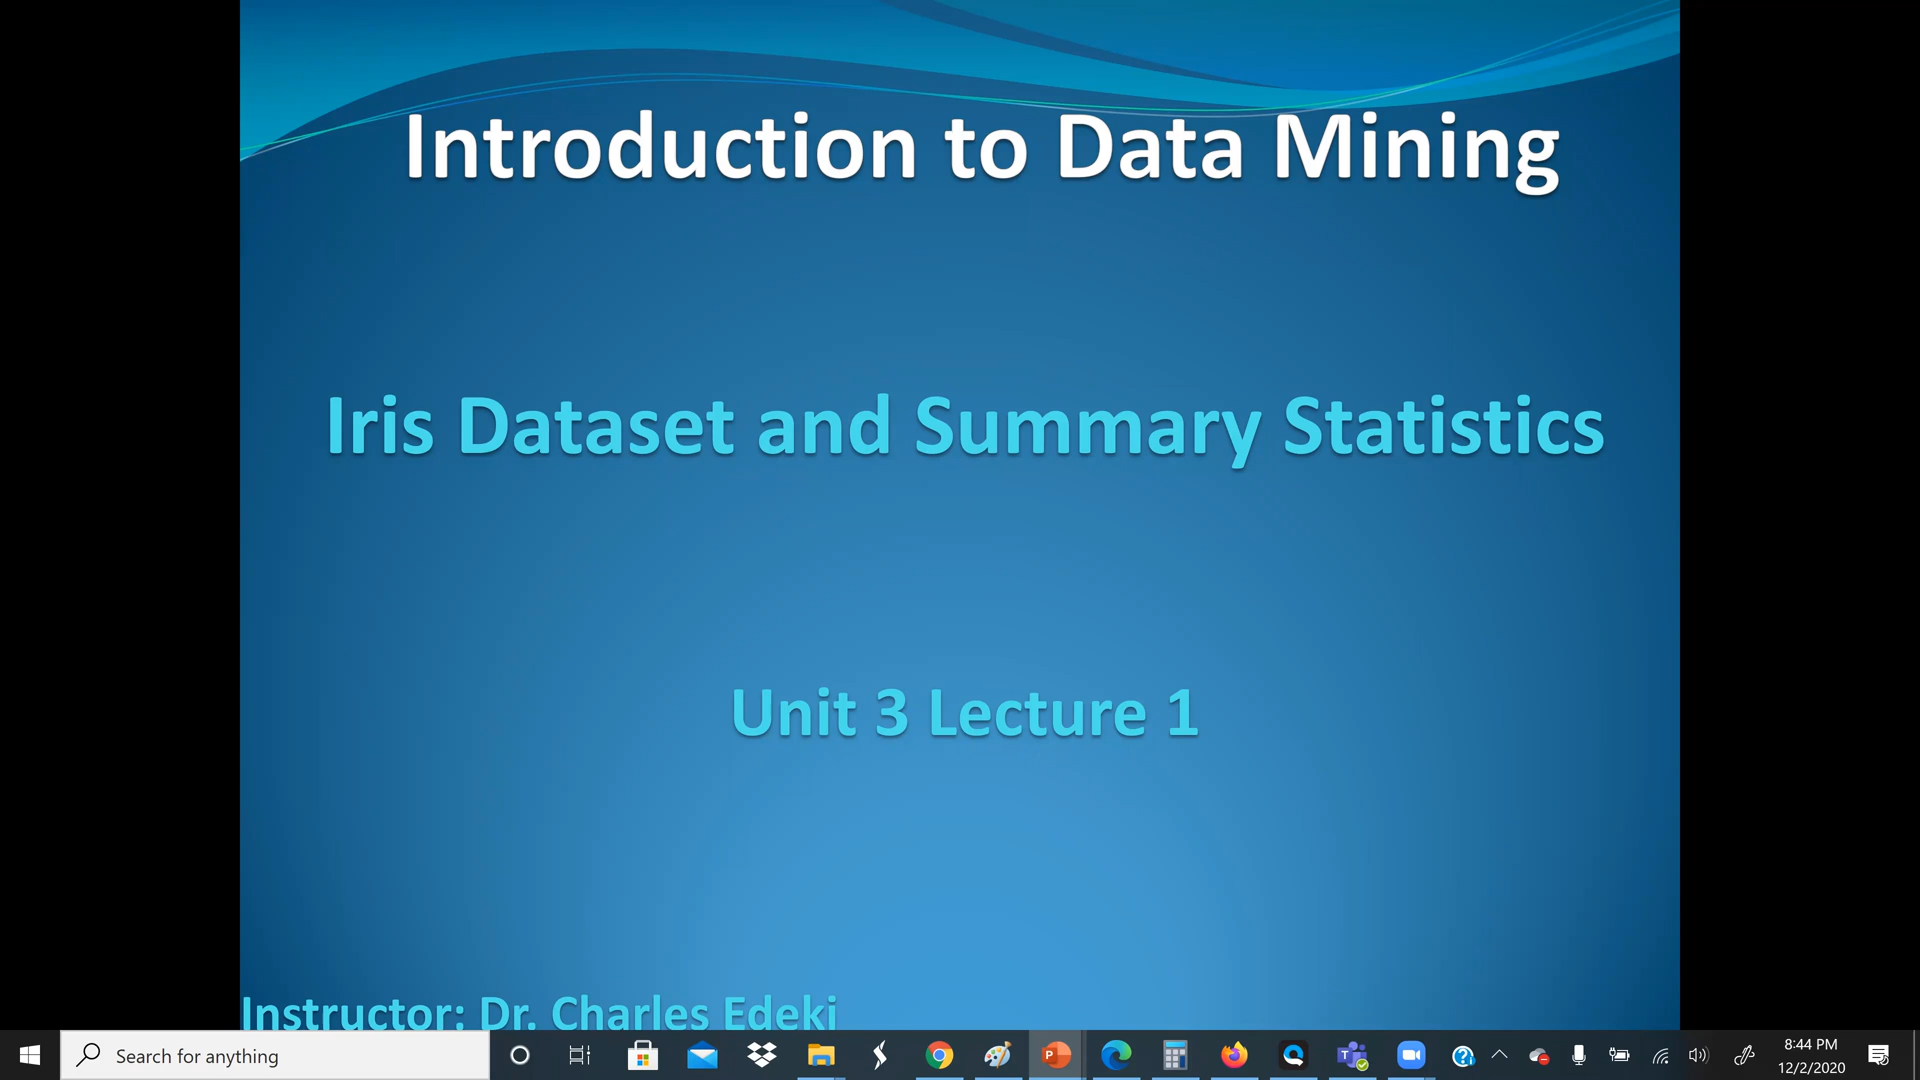 Introduction to Data Mining
Iris Dataset and Summary Statistics
Unit 3 Lecture 1
Instructor: Dr. Charles Edeki
Search for anything
8:44 PM
12/2/2020